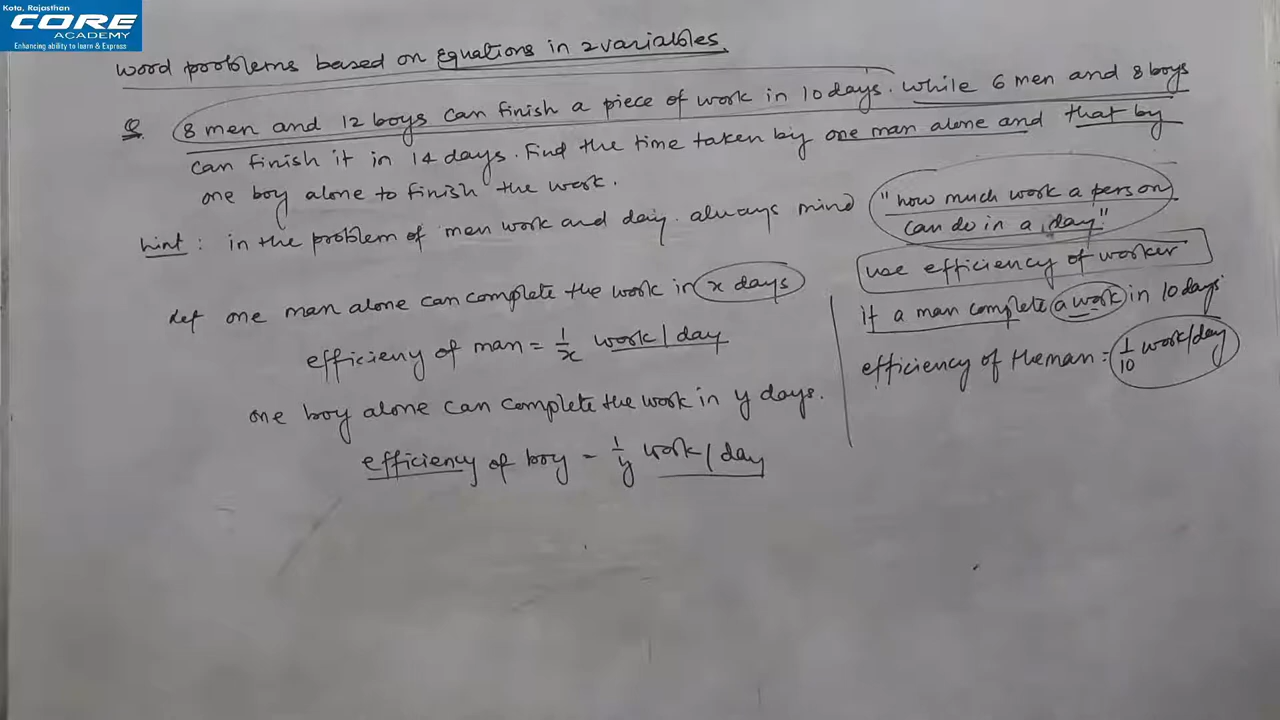 Kota, Rajasthan
CORE
ACADEMY
Enhancing ability to learn & Express
word problems based on Equations in 2 variables.
Q. 8 men and 12 boys can finish a piece of work in 10 days. while 6 men and 8 boys
can finish it in 14 days. Find the time taken by one man alone and that by
one boy alone to finish the work.
hint : in the problem of men work and day. always mind "how much work a person
can do in a day"
use efficiency of worker
Let one man alone can complete the work in x days
if a man complete a work in 10 days
efficieny of man = 1/x work / day
efficiency of the man = 1/10 work/day
one boy alone can complete the work in y days.
efficiency of boy = 1/y work / day